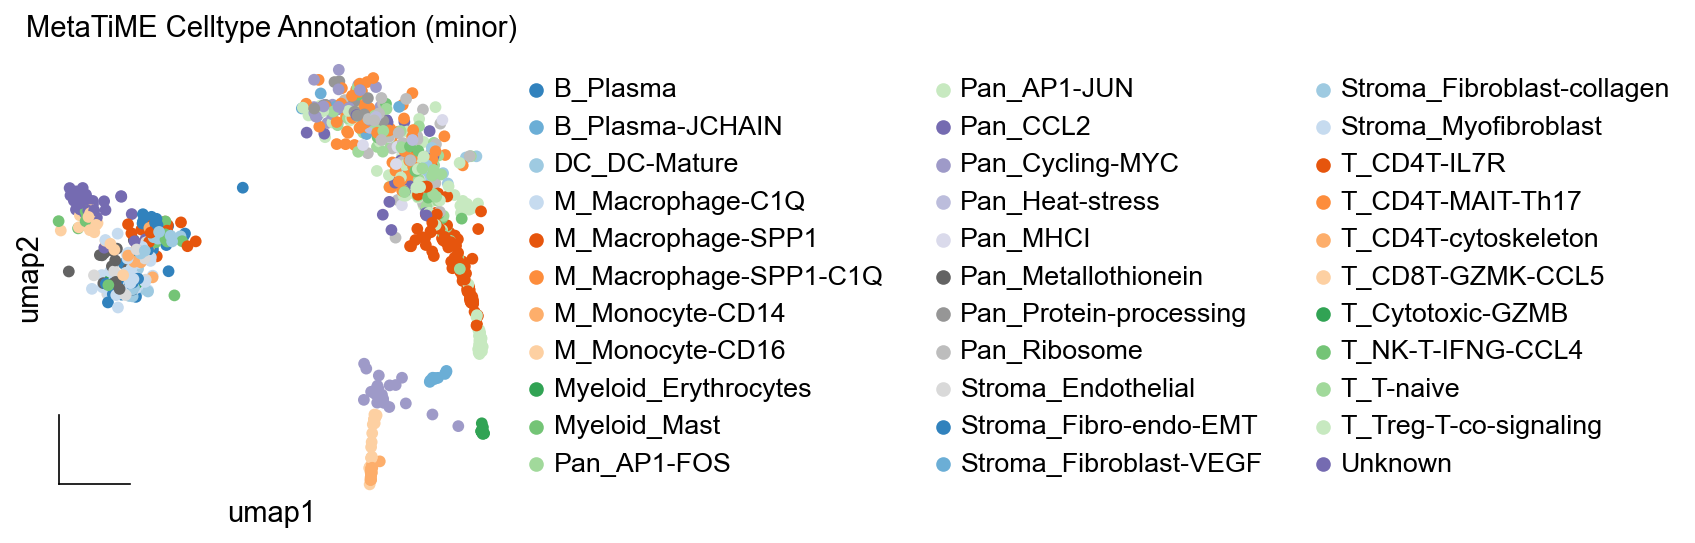 MetaTiME Celltype Annotation (minor)
B_Plasma
B_Plasma-JCHAIN
DC_DC-Mature
M_Macrophage-C1Q
M_Macrophage-SPP1
M_Macrophage-SPP1-C1Q
M_Monocyte-CD14
M_Monocyte-CD16
Myeloid_Erythrocytes
Myeloid_Mast
Pan_AP1-FOS
Pan_AP1-JUN
Pan_CCL2
Pan_Cycling-MYC
Pan_Heat-stress
Pan_MHCI
Pan_Metallothionein
Pan_Protein-processing
Pan_Ribosome
Stroma_Endothelial
Stroma_Fibro-endo-EMT
Stroma_Fibroblast-VEGF
Stroma_Fibroblast-collagen
Stroma_Myofibroblast
T_CD4T-IL7R
T_CD4T-MAIT-Th17
T_CD4T-cytoskeleton
T_CD8T-GZMK-CCL5
T_Cytotoxic-GZMB
T_NK-T-IFNG-CCL4
T_T-naive
T_Treg-T-co-signaling
Unknown
umap2
umap1